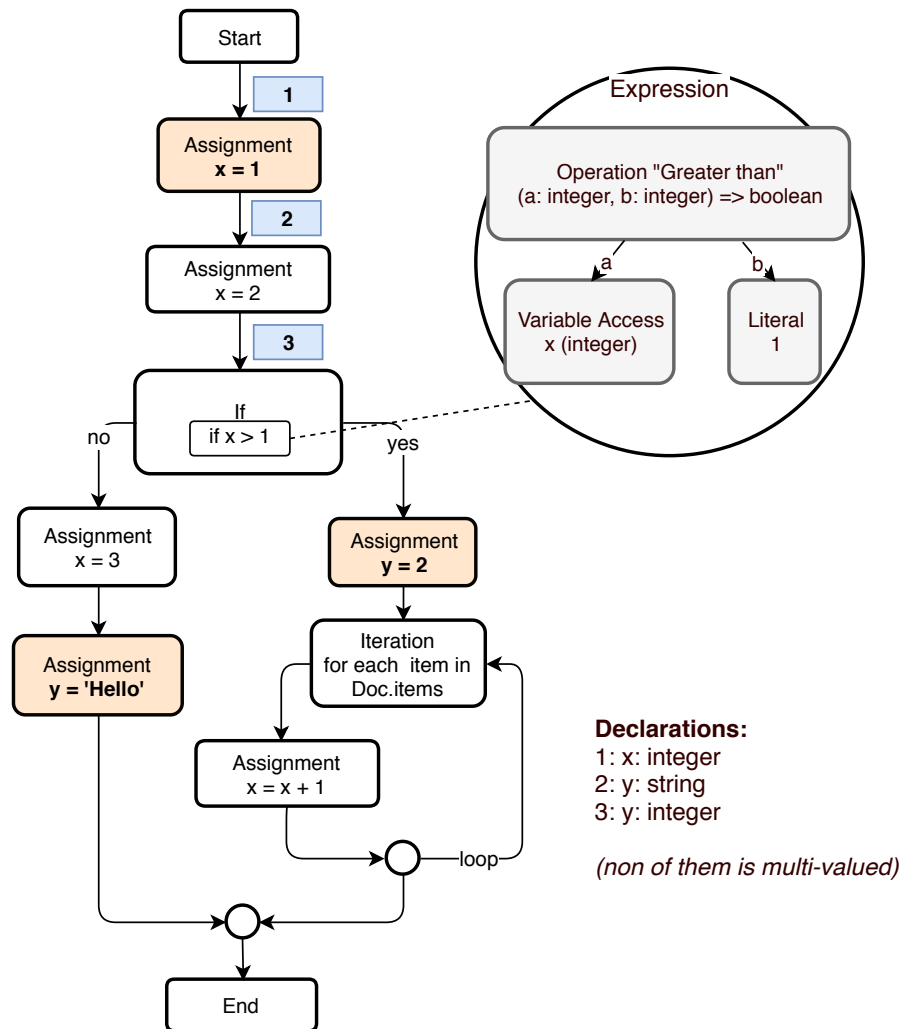 Start
1
Assignment
x = 1
2
Assignment
x = 2
3
If
if x > 1
no
yes
Assignment
x = 3
Assignment
y = 2
Assignment
y = 'Hello'
Iteration
for each item in
Doc.items
Assignment
x = x + 1
loop
End
Expression
Operation "Greater than"
(a: integer, b: integer) => boolean
a
b
Variable Access
x (integer)
Literal
1
Declarations:
1: x: integer
2: y: string
3: y: integer
(non of them is multi-valued)